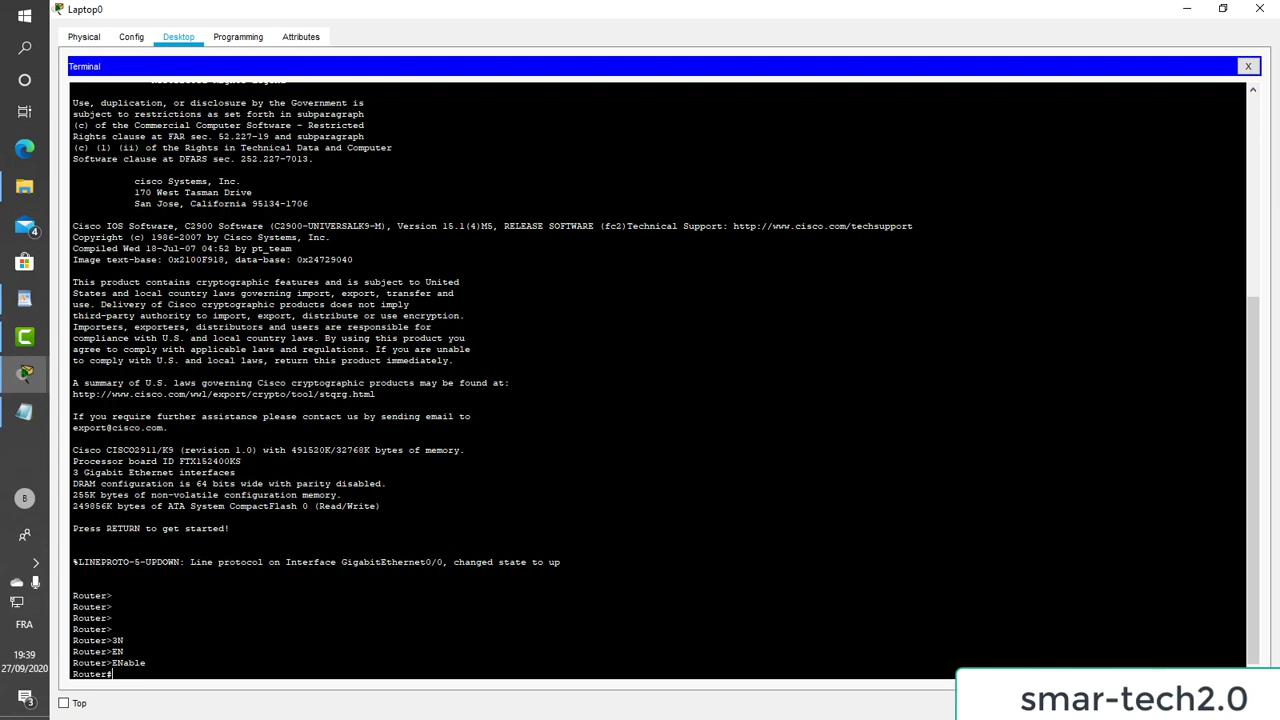 Laptop0
Physical
Config
Desktop
Programming
Attributes
Terminal
X
Use, duplication, or disclosure by the Government is
subject to restrictions as set forth in subparagraph
(c) of the Commercial Computer Software - Restricted
Rights clause at FAR sec. 52.227-19 and subparagraph
(c) (1) (ii) of the Rights in Technical Data and Computer
Software clause at DFARS sec. 252.227-7013.
cisco Systems, Inc.
170 West Tasman Drive
San Jose, California 95134-1706
Cisco IOS Software, C2900 Software (C2900-UNIVERSALK9-M), Version 15.1(4)M5, RELEASE SOFTWARE (fc2)Technical Support: http://www.cisco.com/techsupport
Copyright (c) 1986-2007 by Cisco Systems, Inc.
Compiled Wed 18-Jul-07 04:52 by pt_team
Image text-base: 0x2100F918, data-base: 0x24729040
This product contains cryptographic features and is subject to United
States and local country laws governing import, export, transfer and
use. Delivery of Cisco cryptographic products does not imply
third-party authority to import, export, distribute or use encryption.
Importers, exporters, distributors and users are responsible for
compliance with U.S. and local country laws. By using this product you
agree to comply with applicable laws and regulations. If you are unable
to comply with U.S. and local laws, return this product immediately.
A summary of U.S. laws governing Cisco cryptographic products may be found at:
http://www.cisco.com/wwl/export/crypto/tool/stqrg.html
If you require further assistance please contact us by sending email to
export@cisco.com.
Cisco CISCO2911/K9 (revision 1.0) with 491520K/32768K bytes of memory.
Processor board ID FTX152400KS
3 Gigabit Ethernet interfaces
DRAM configuration is 64 bits wide with parity disabled.
255K bytes of non-volatile configuration memory.
249856K bytes of ATA System CompactFlash 0 (Read/Write)
Press RETURN to get started!
%LINEPROTO-5-UPDOWN: Line protocol on Interface GigabitEthernet0/0, changed state to up
Router>
Router>
Router>
Router>
Router>3N
Router>EN
Router>ENable
Router#
Top
4
B
FRA
19:39
27/09/2020
3
smar-tech2.0